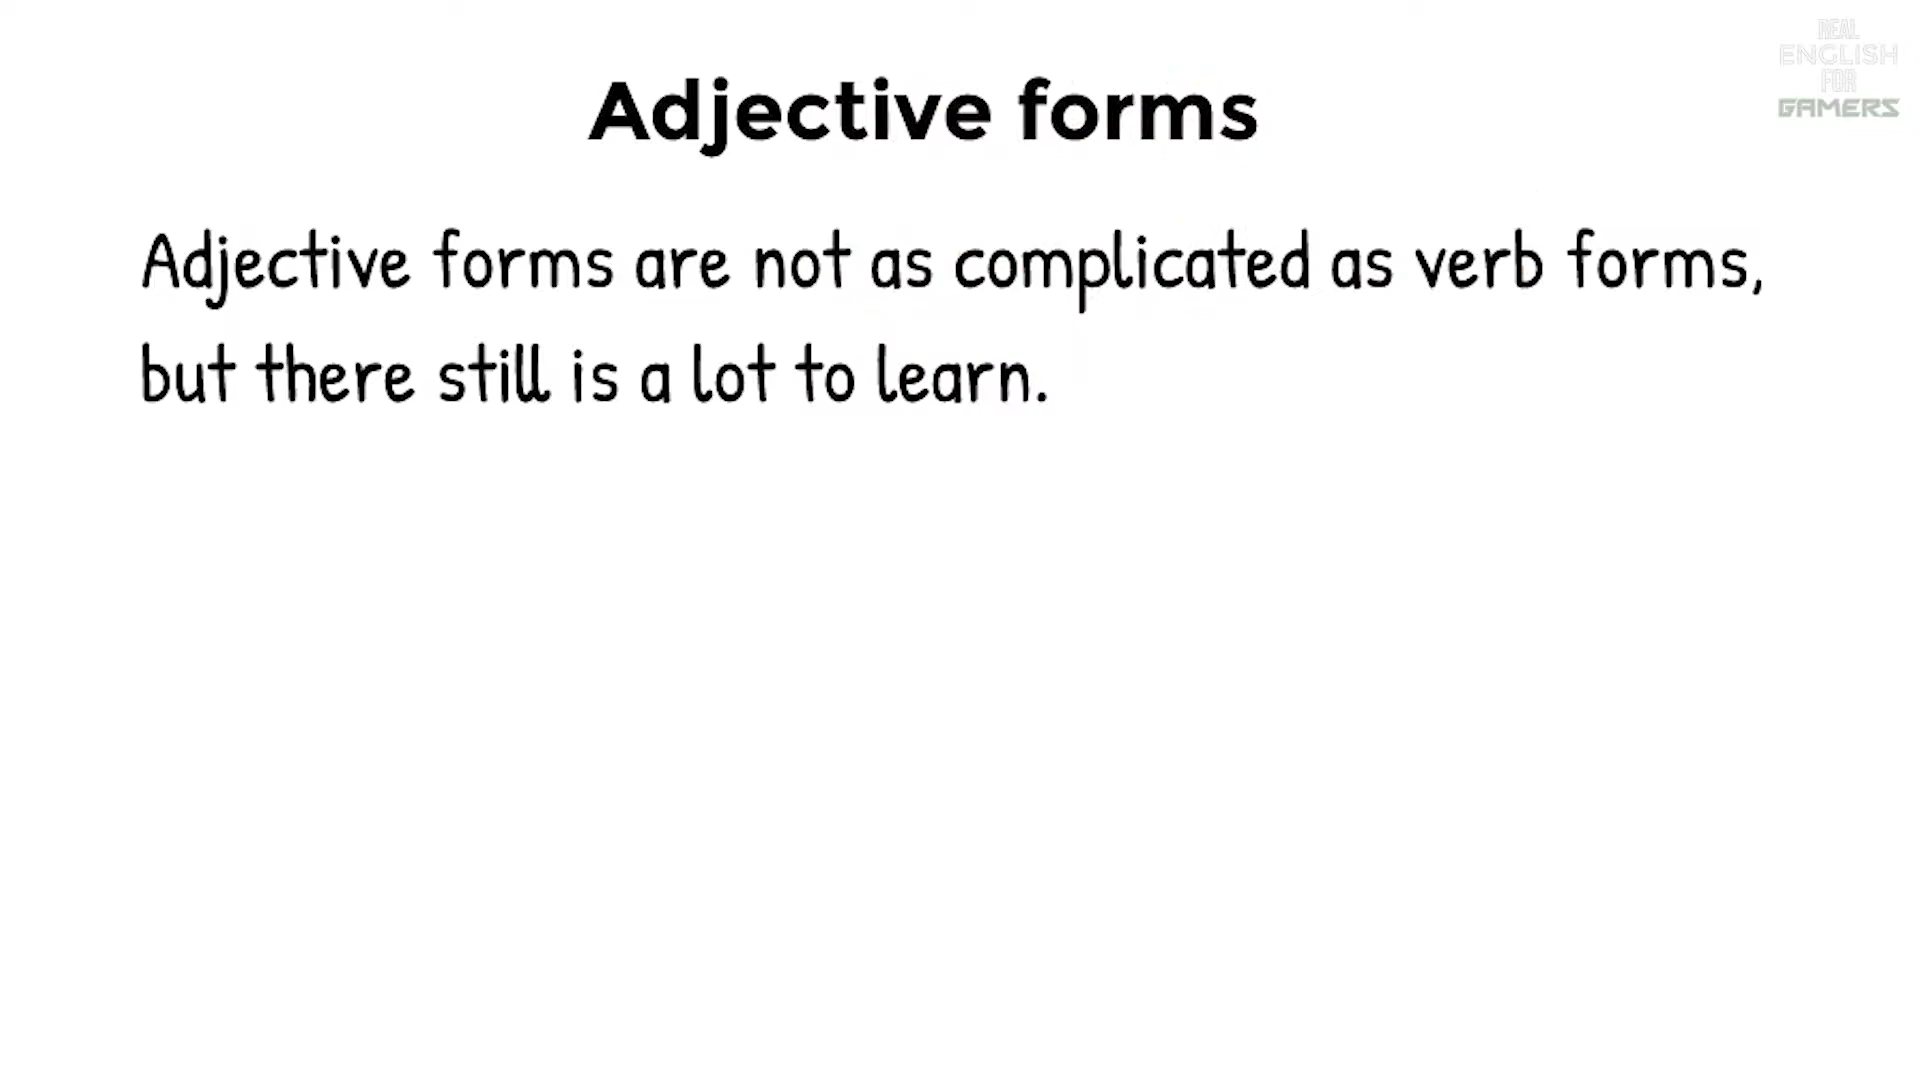 REAL
ENGLISH
FOR
GAMERS
Adjective forms
Adjective forms are not as complicated as verb forms,
but there still is a lot to learn.